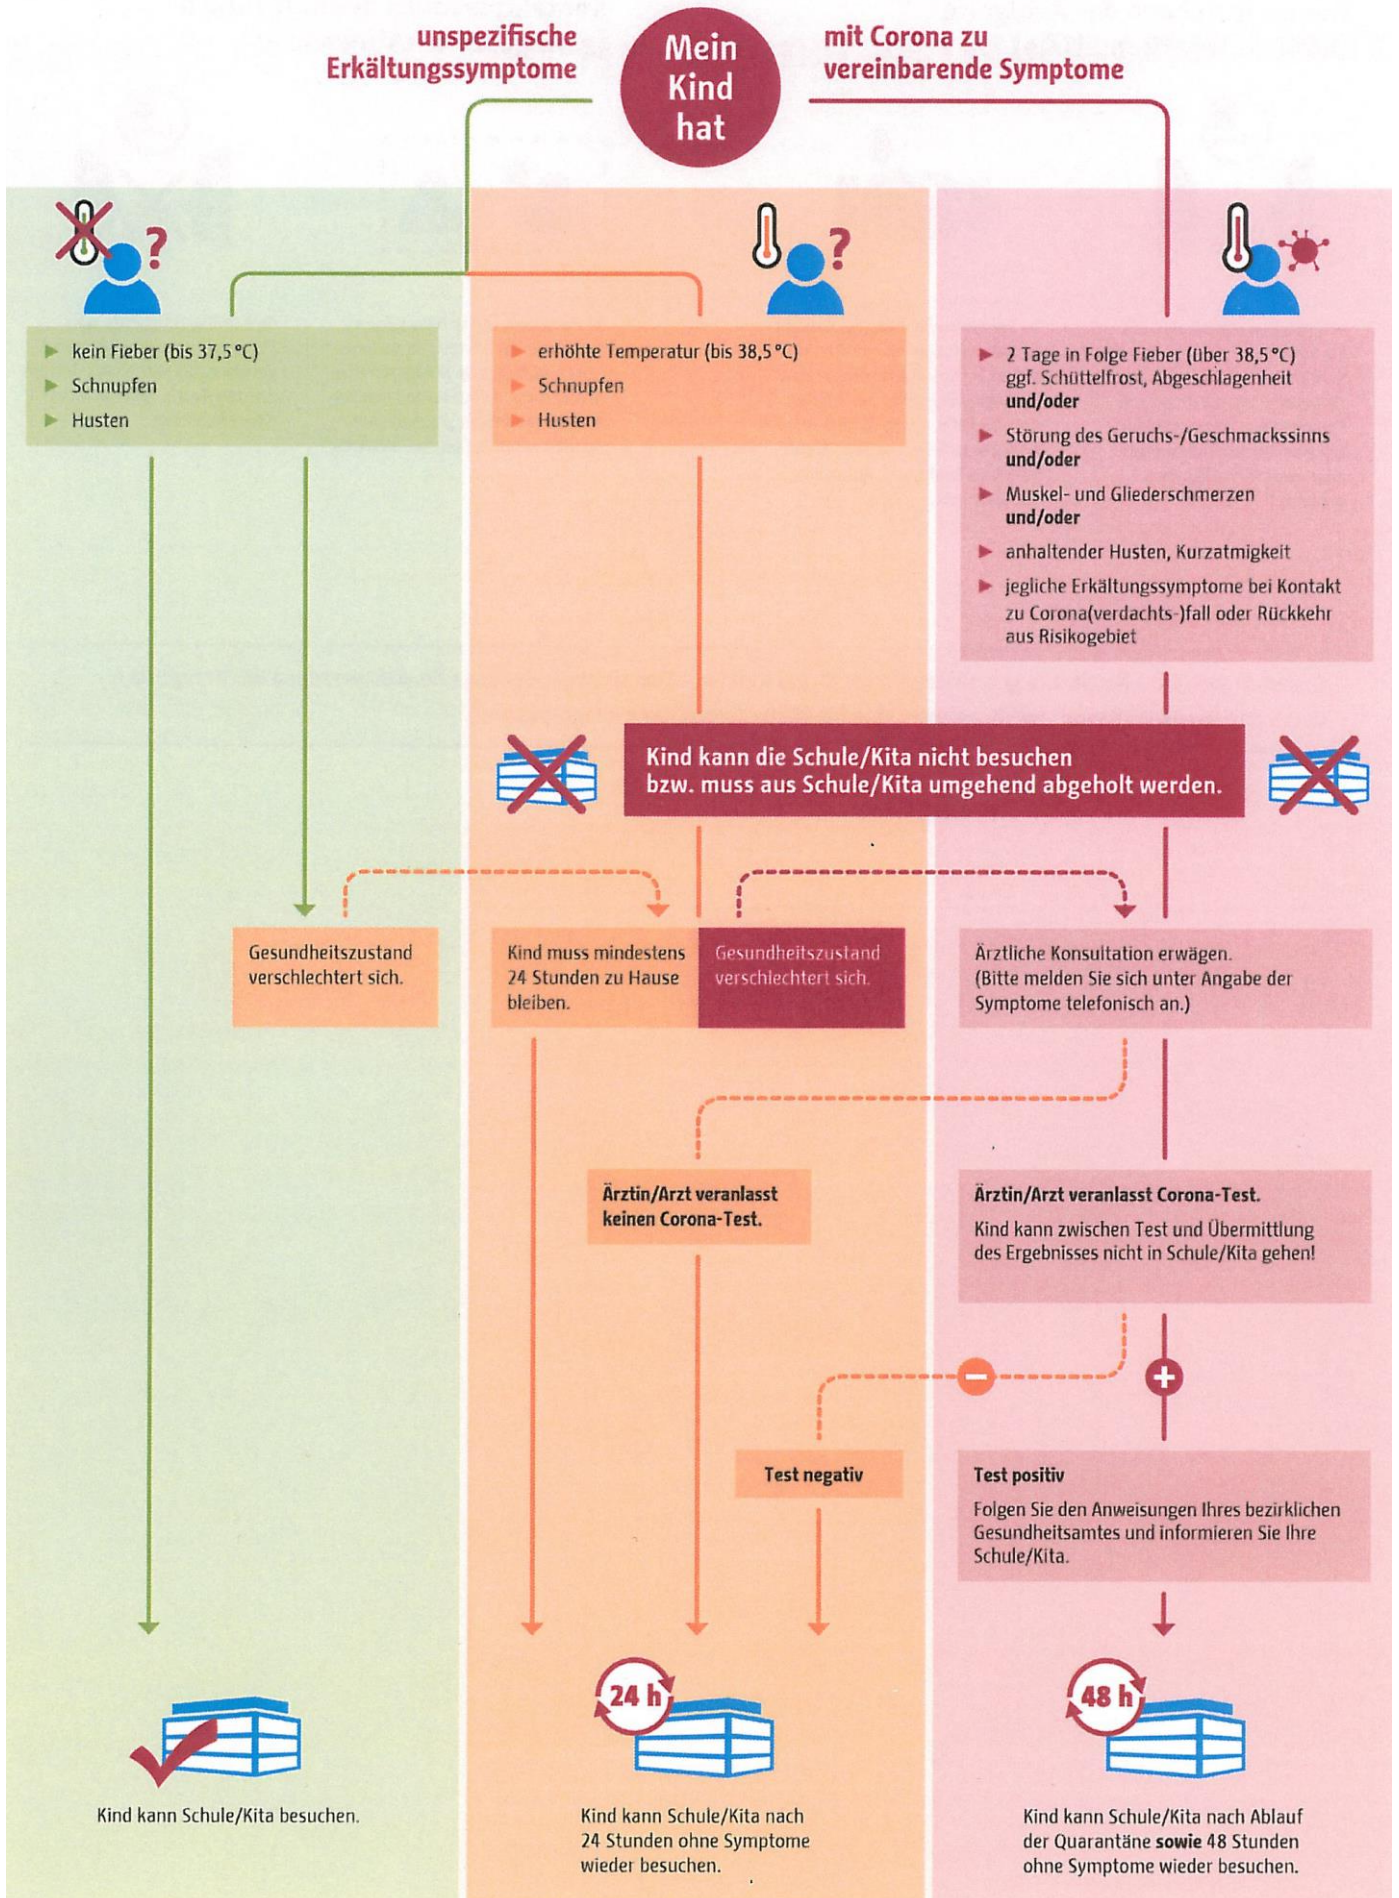 unspezifische
Erkältungssymptome
Mein
Kind
hat
mit Corona zu
vereinbarende Symptome
?
?
kein Fieber (bis 37,5 °C)
Schnupfen
Husten
erhöhte Temperatur (bis 38,5 °C)
Schnupfen
Husten
2 Tage in Folge Fieber (über 38,5 °C)
ggf. Schüttelfrost, Abgeschlagenheit
und/oder
Störung des Geruchs-/Geschmackssinns
und/oder
Muskel- und Gliederschmerzen
und/oder
anhaltender Husten, Kurzatmigkeit
jegliche Erkältungssymptome bei Kontakt
zu Corona(verdachts-)fall oder Rückkehr
aus Risikogebiet
Kind kann die Schule/Kita nicht besuchen
bzw. muss aus Schule/Kita umgehend abgeholt werden.
Gesundheitszustand
verschlechtert sich.
Kind muss mindestens
24 Stunden zu Hause
bleiben.
Gesundheitszustand
verschlechtert sich.
Ärztliche Konsultation erwägen.
(Bitte melden Sie sich unter Angabe der
Symptome telefonisch an.)
Ärztin/Arzt veranlasst
keinen Corona-Test.
Ärztin/Arzt veranlasst Corona-Test.
Kind kann zwischen Test und Übermittlung
des Ergebnisses nicht in Schule/Kita gehen!
−
+
Test negativ
Test positiv
Folgen Sie den Anweisungen Ihres bezirklichen
Gesundheitsamtes und informieren Sie Ihre
Schule/Kita.
24 h
48 h
Kind kann Schule/Kita besuchen.
Kind kann Schule/Kita nach
24 Stunden ohne Symptome
wieder besuchen.
Kind kann Schule/Kita nach Ablauf
der Quarantäne sowie 48 Stunden
ohne Symptome wieder besuchen.